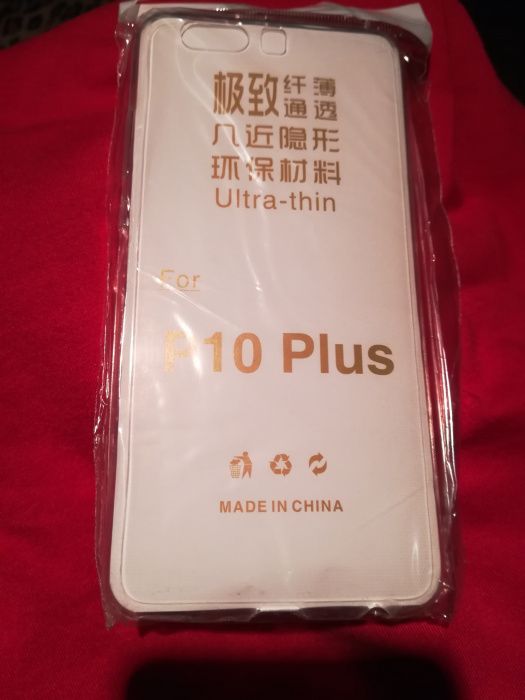 极致纤薄通透
几近隐形
环保材料
Ultra-thin
For
P10 Plus
MADE IN CHINA